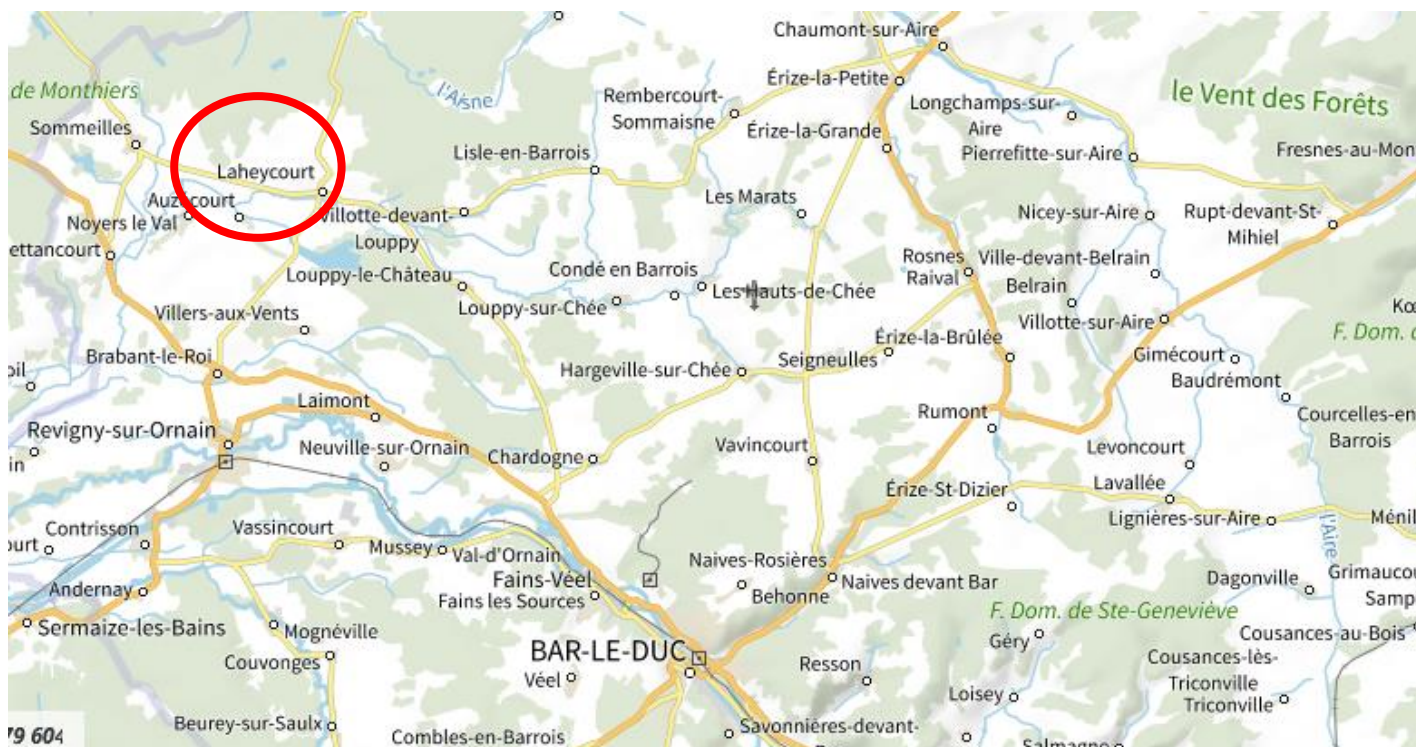 Chaumont-sur-Aire
de Monthiers
l'Aisne
Érize-la-Petite
le Vent des Forêts
Rembercourt-
Sommaisne
Longchamps-sur-
Aire
Sommeilles
Érize-la-Grande
Lisle-en-Barrois
Pierrefitte-sur-Aire
Fresnes-au-Mon
Laheycourt
Auzécourt
Les Marats
Noyers le Val
Villotte-devant-
Louppy
Nicey-sur-Aire
Rupt-devant-St-
Mihiel
ettancourt
Louppy-le-Château
Condé en Barrois
Rosnes
Raival
Ville-devant-Belrain
Belrain
Les Hauts-de-Chée
Louppy-sur-Chée
Villers-aux-Vents
Villotte-sur-Aire
Kœ
F. Dom. d
Érize-la-Brûlée
Brabant-le-Roi
Gimécourt
Seigneulles
oil
Hargeville-sur-Chée
Baudrémont
Laimont
Rumont
Courcelles-en
Barrois
Revigny-sur-Ornain
Neuville-sur-Ornain
Vavincourt
Levoncourt
in
Chardogne
Lavallée
Érize-St-Dizier
Lignières-sur-Aire
Ménil
Contrisson
Vassincourt
ourt
l'Aire
Mussey
Val-d'Ornain
Naives-Rosières
Fains-Véel
Andernay
Fains les Sources
Behonne
Naives devant Bar
Dagonville
Grimaucou
Samp
F. Dom. de Ste-Geneviève
Sermaize-les-Bains
Mognéville
Géry
Cousances-au-Bois
BAR-LE-DUC
Couvonges
Véel
Resson
Cousances-lès-
Triconville
Loisey
Triconville
Beurey-sur-Saulx
Combles-en-Barrois
Savonnières-devant-
Salmagne
79 604